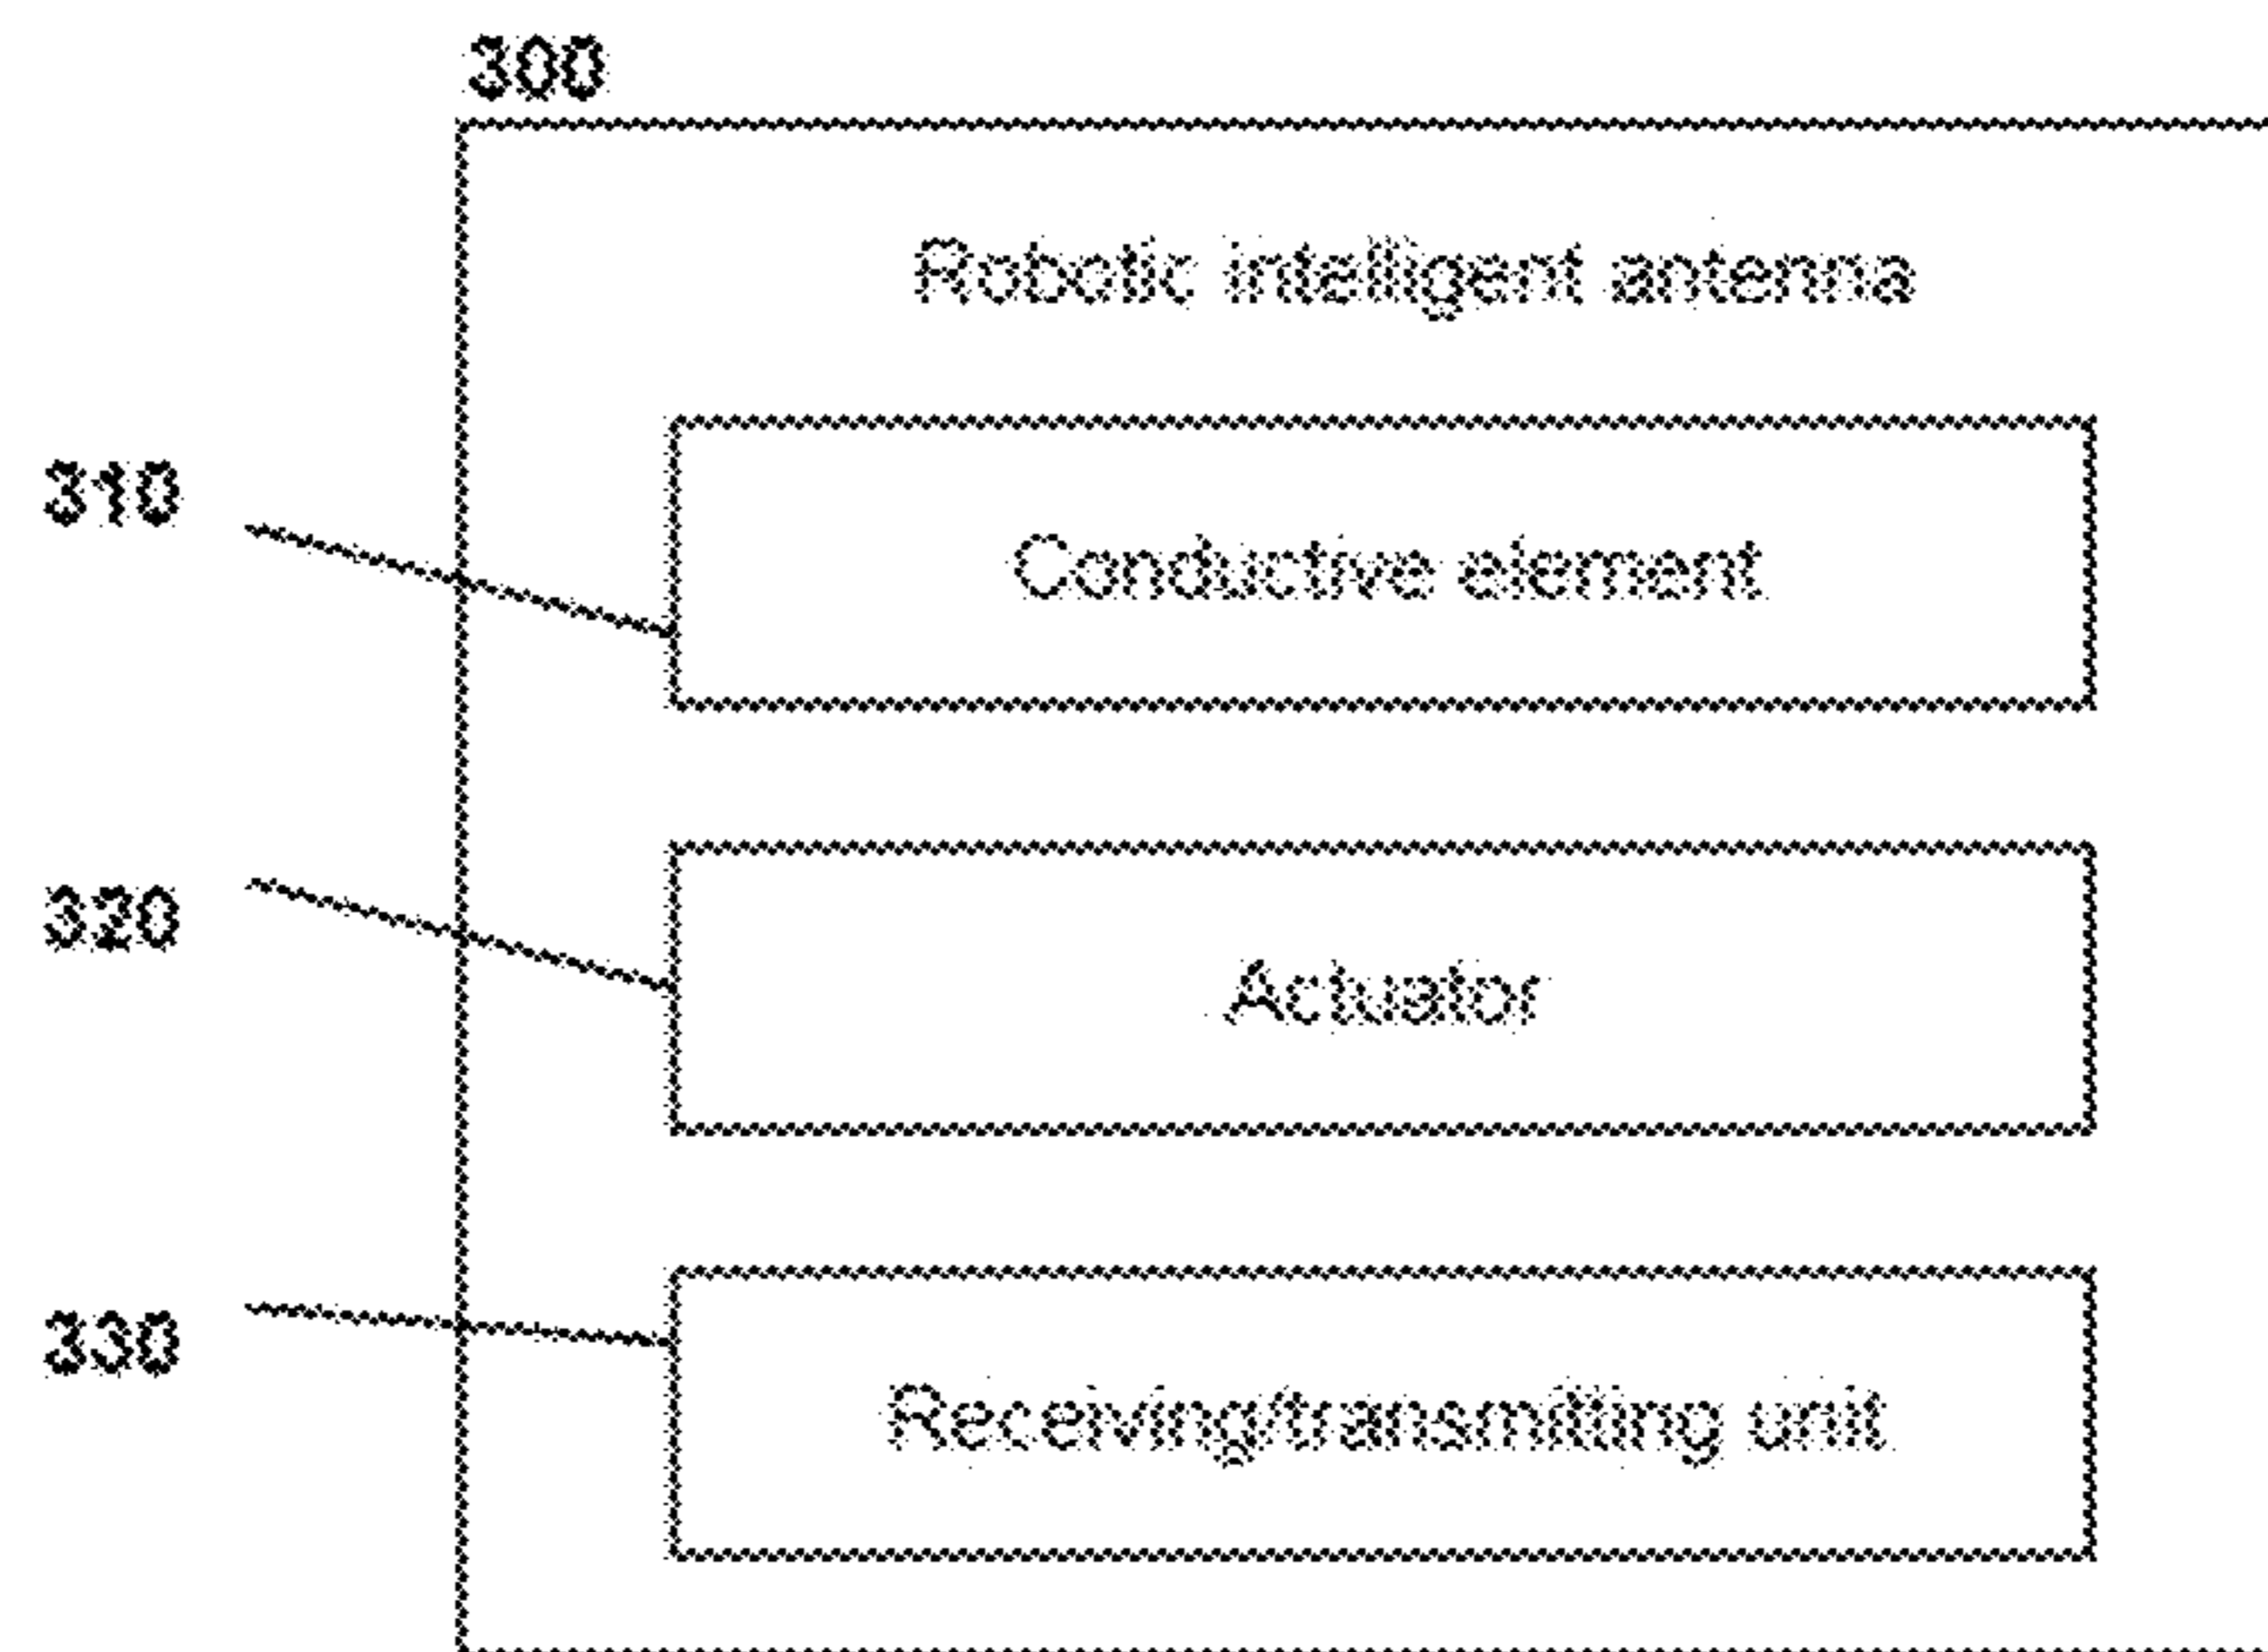 300
Robotic intelligent antenna
310
Conductive element
320
Actuator
330
Receiving/transmitting unit